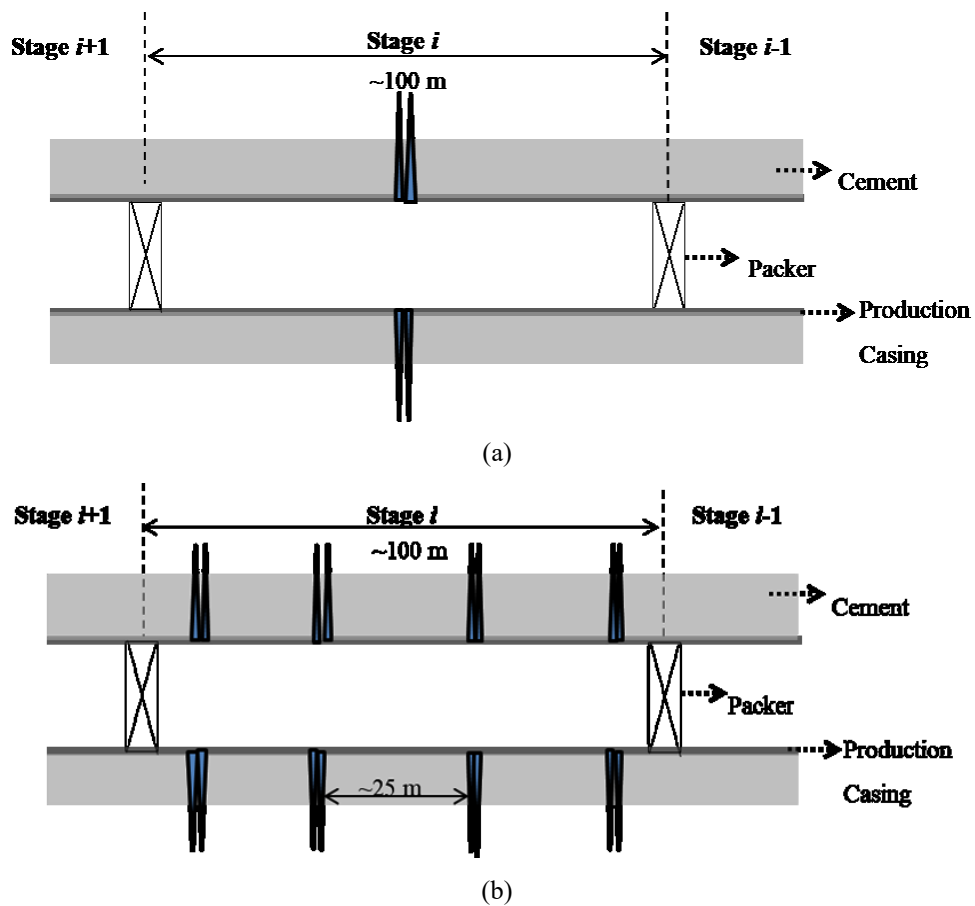 Stage i+1
Stage i
Stage i-1
~100 m
Cement
Packer
Production
Casing
(a)
Stage i+1
Stage i
Stage i-1
~100 m
Cement
Packer
Production
Casing
~25 m
(b)